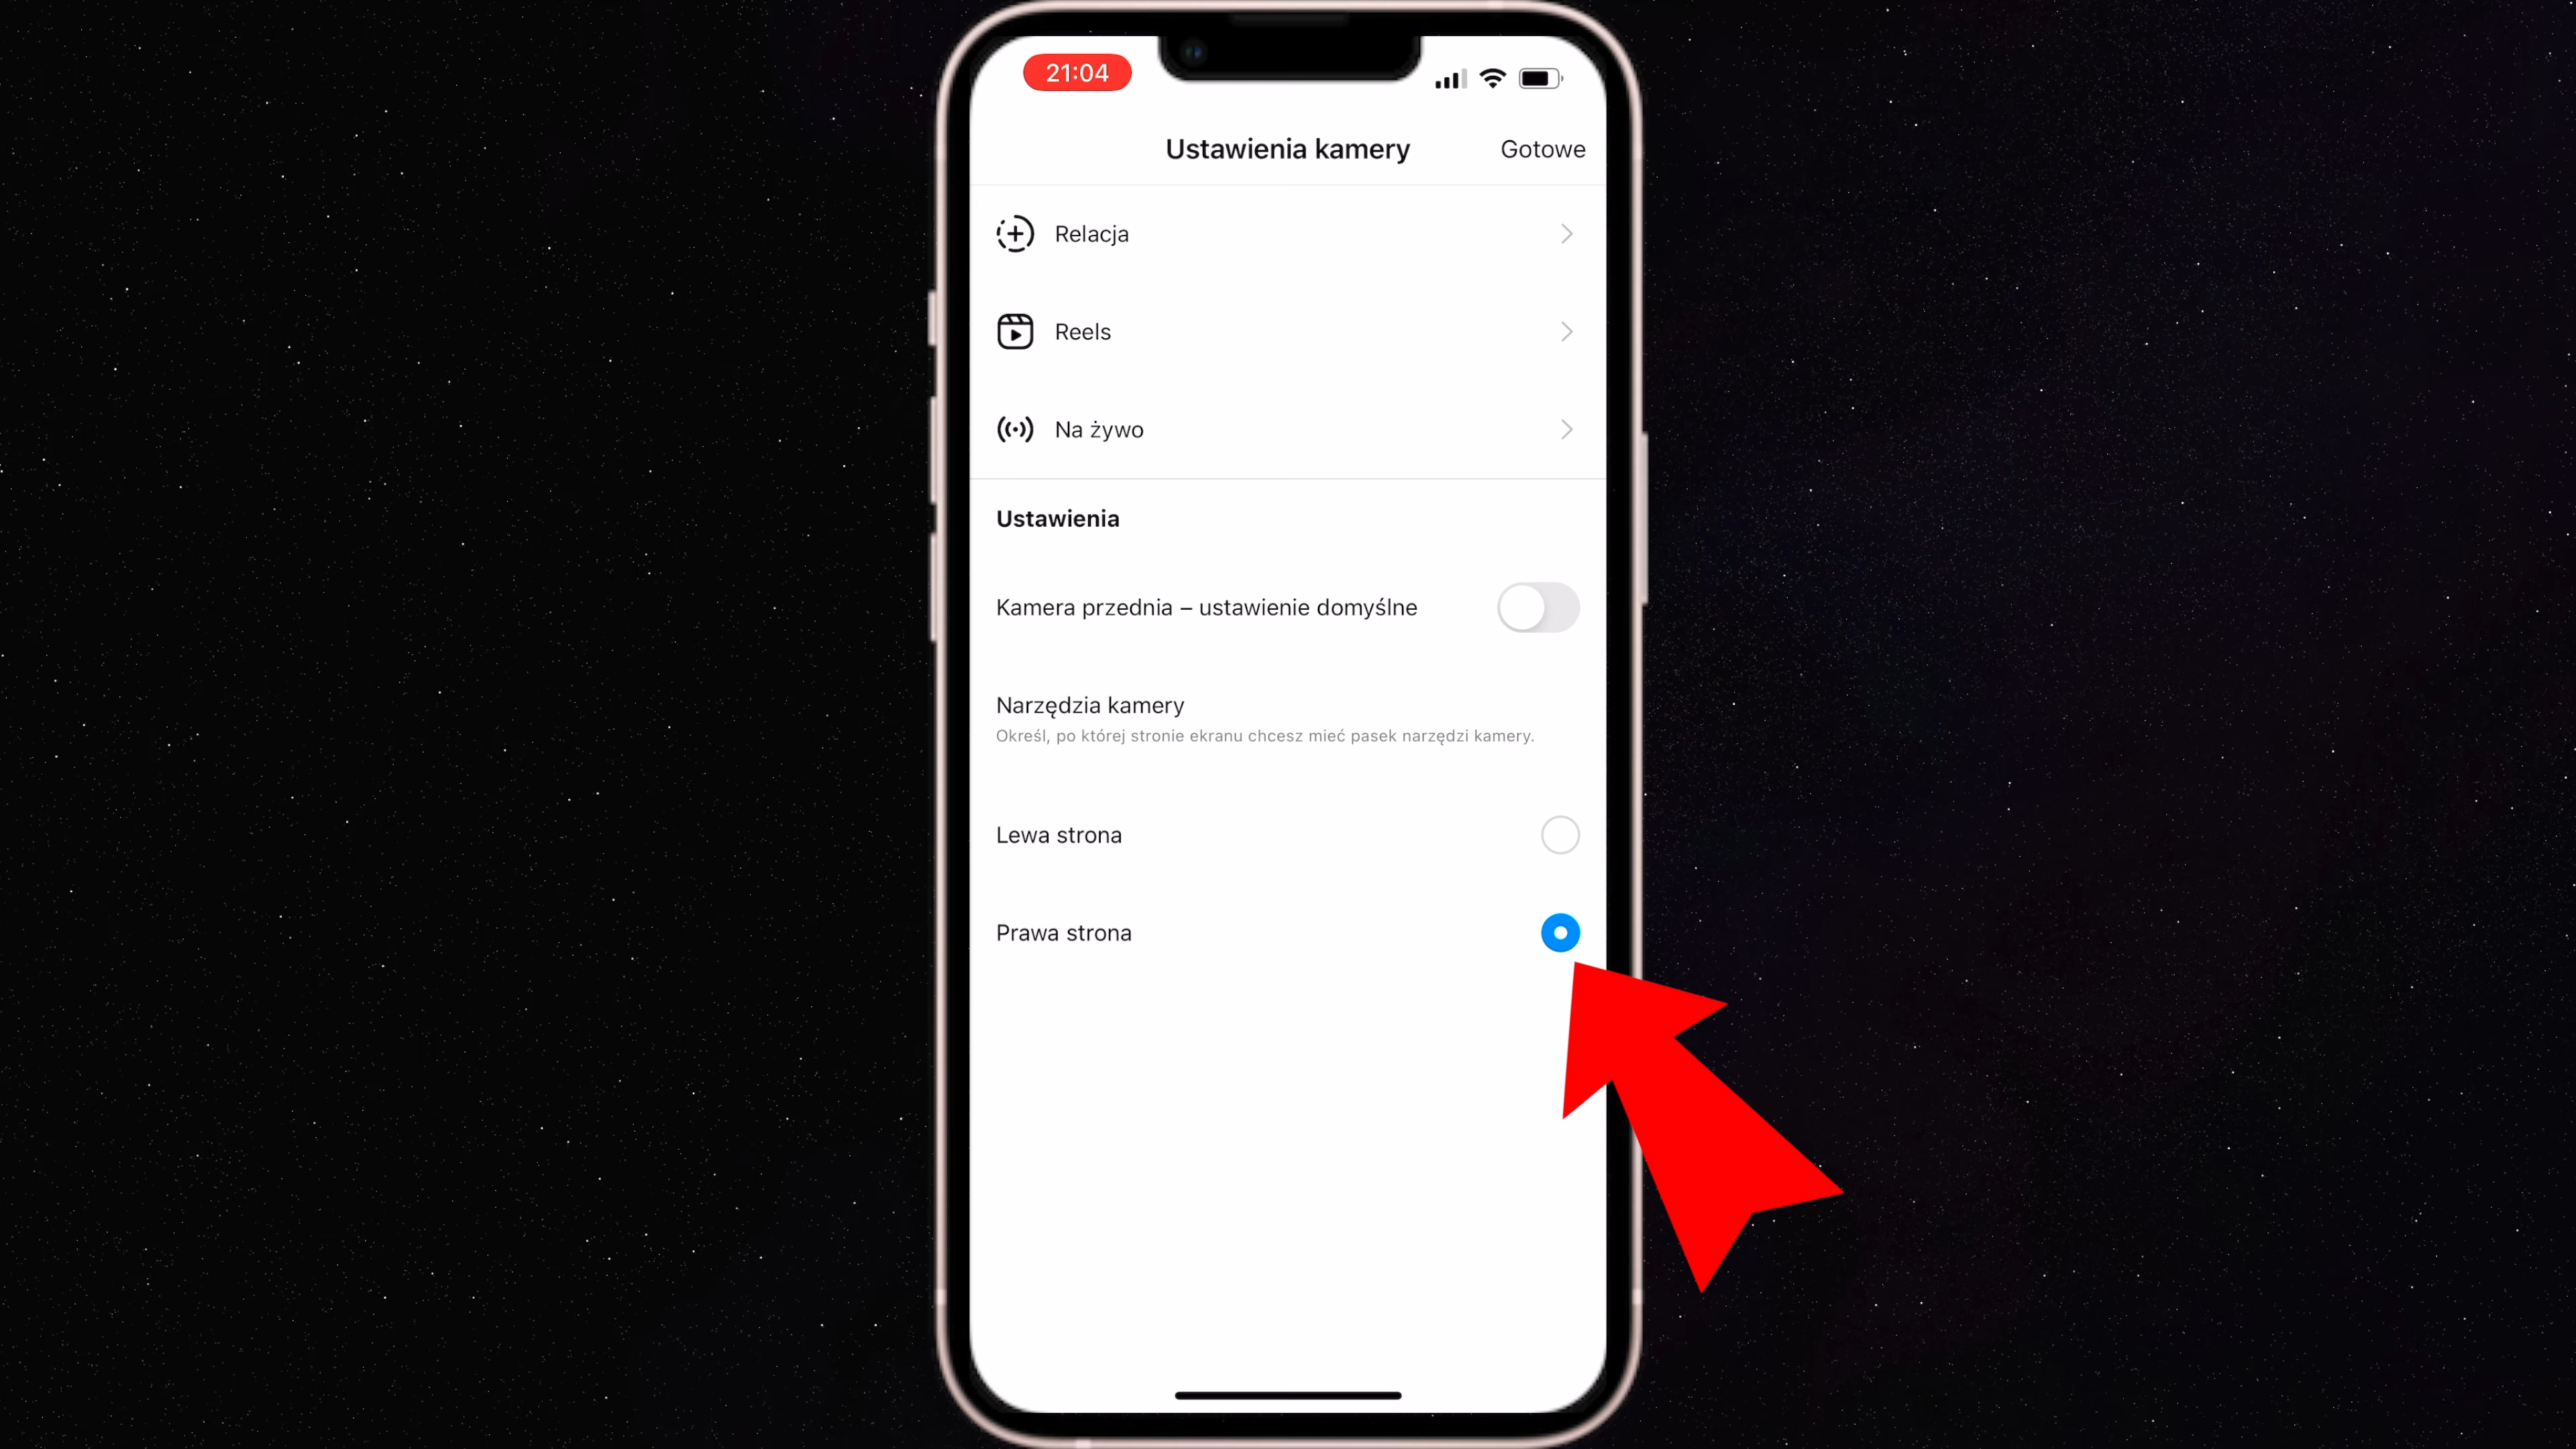 21:04
Ustawienia kamery
Gotowe
Relacja
Reels
Na żywo
Ustawienia
Kamera przednia – ustawienie domyślne
Narzędzia kamery
Określ, po której stronie ekranu chcesz mieć pasek narzędzi kamery.
Lewa strona
Prawa strona